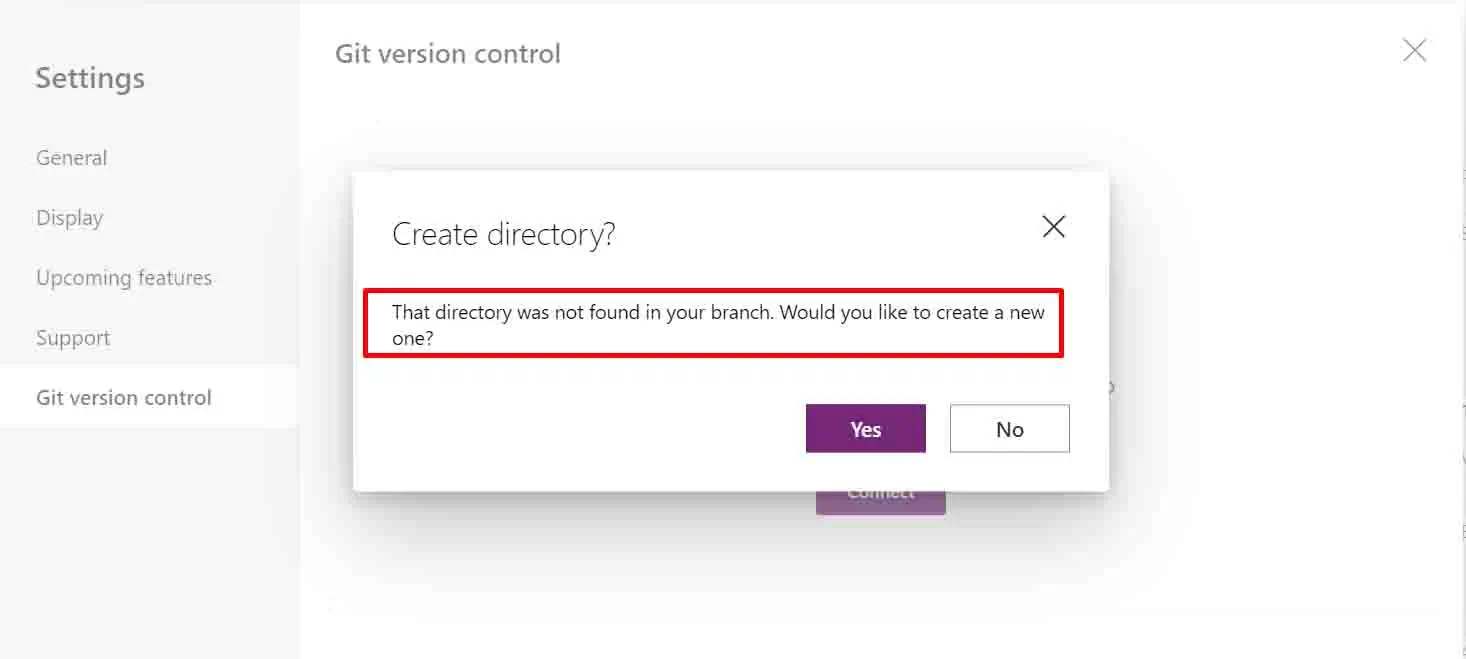 Git version control
Settings
General
Display
Upcoming features
Support
Git version control
Create directory?
That directory was not found in your branch. Would you like to create a new
one?
Yes
No
Connect